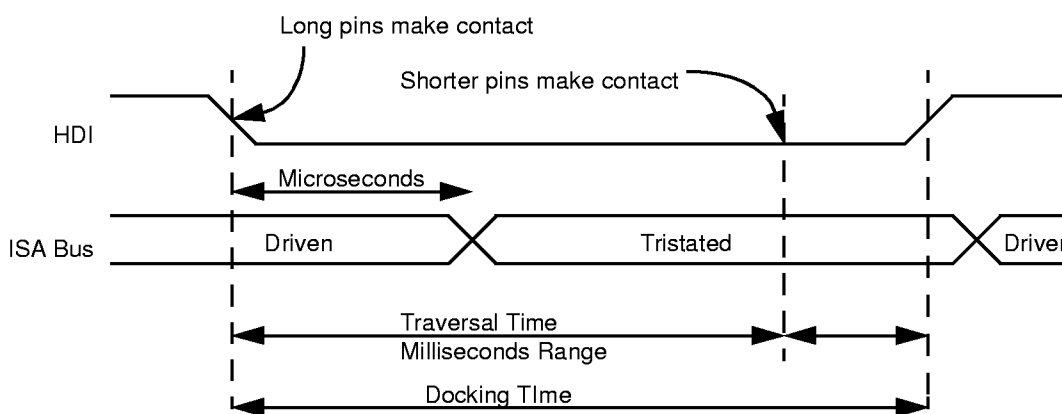 Long pins make contact
Shorter pins make contact
HDI
Microseconds
ISA Bus
Driven
Tristated
Driven
Traversal Time
Milliseconds Range
Docking TIme